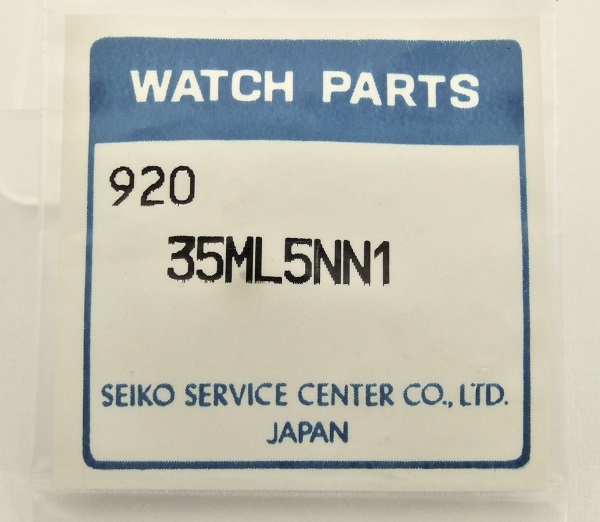 WATCH PARTS
920
35ML5NN1
SEIKO SERVICE CENTER CO., LTD.
JAPAN